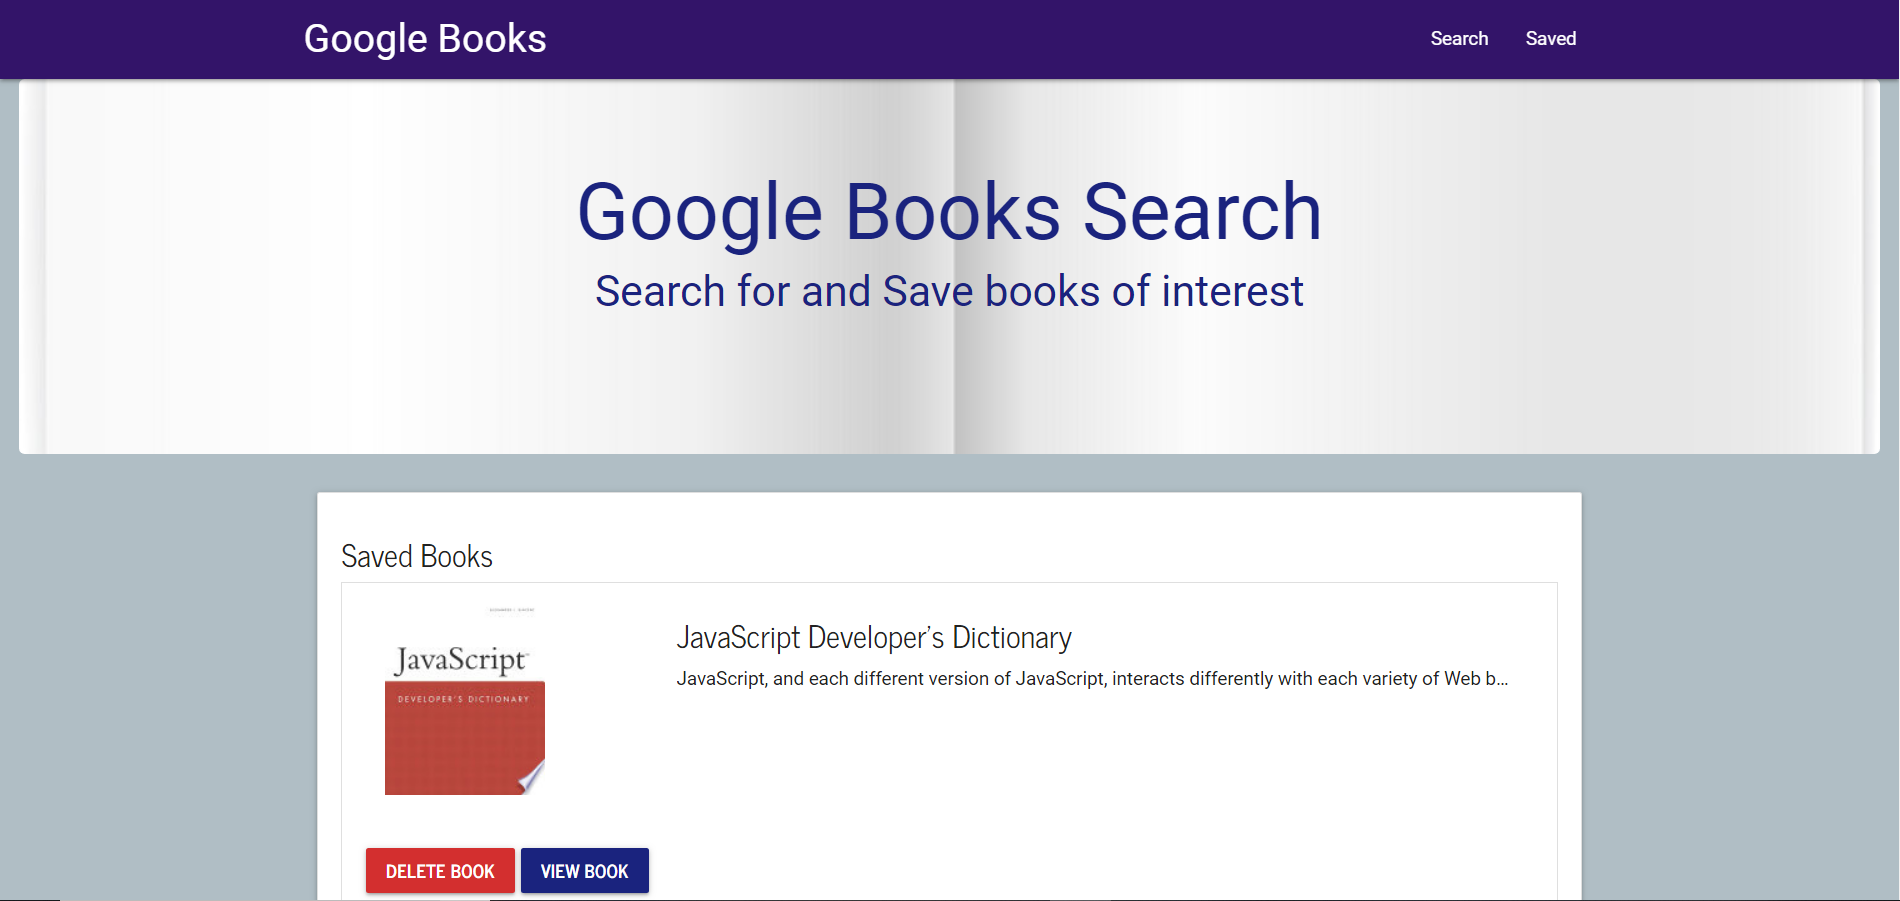 Google Books
Search
Saved
Google Books Search
Search for and Save books of interest
Saved Books
JavaScript™
DEVELOPER'S DICTIONARY
JavaScript Developer's Dictionary
JavaScript, and each different version of JavaScript, interacts differently with each variety of Web b...
DELETE BOOK
VIEW BOOK